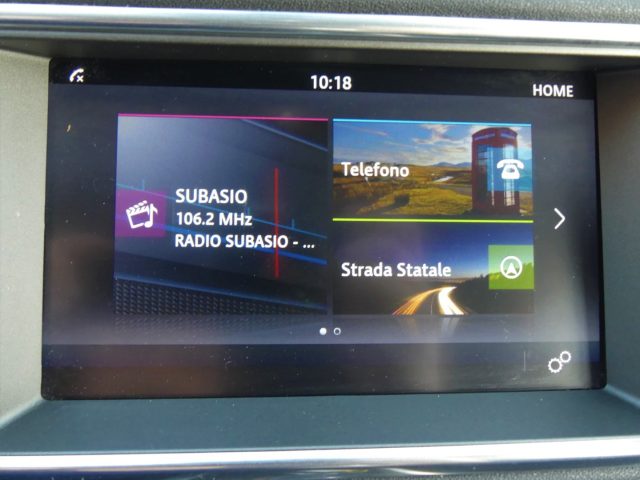 10:18
HOME
SUBASIO
106.2 MHz
RADIO SUBASIO - ...
Telefono
Strada Statale